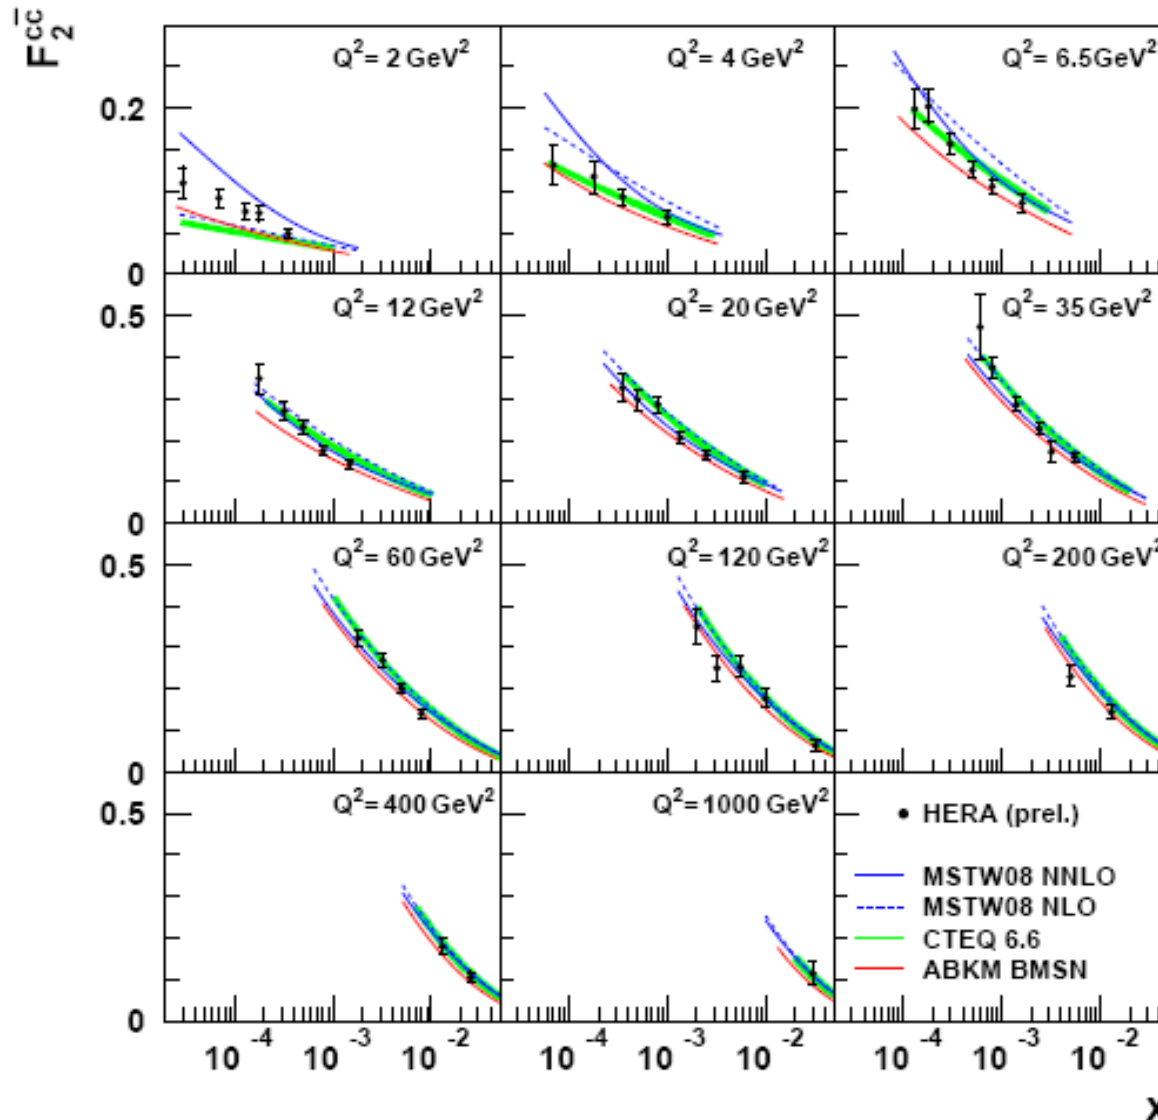 F₂^cc̄
Q²= 2 GeV² Q²= 4 GeV² Q²= 6.5GeV²
0.2
0
Q²= 12 GeV² Q²= 20 GeV² Q²= 35 GeV²
0.5
0
Q²= 60 GeV² Q²= 120 GeV² Q²= 200 GeV²
0.5
0
Q²= 400 GeV² Q²= 1000 GeV²
0.5
HERA (prel.)
MSTW08 NNLO
MSTW08 NLO
CTEQ 6.6
ABKM BMSN
0
10⁻⁴ 10⁻³ 10⁻² 10⁻⁴ 10⁻³ 10⁻² 10⁻⁴ 10⁻³ 10⁻²
x